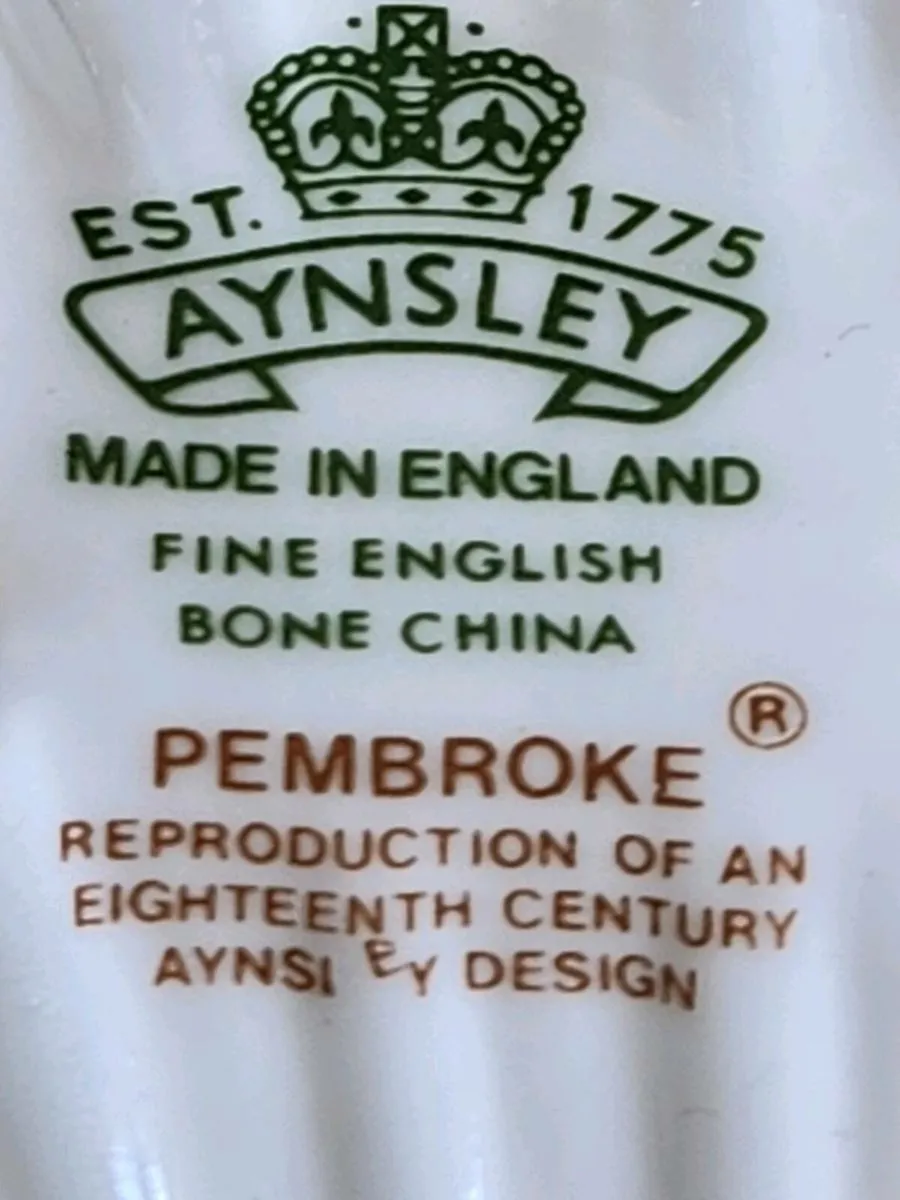 EST. 1775
AYNSLEY
MADE IN ENGLAND
FINE ENGLISH
BONE CHINA
PEMBROKE ®
REPRODUCTION OF AN
EIGHTEENTH CENTURY
AYNSLEY DESIGN